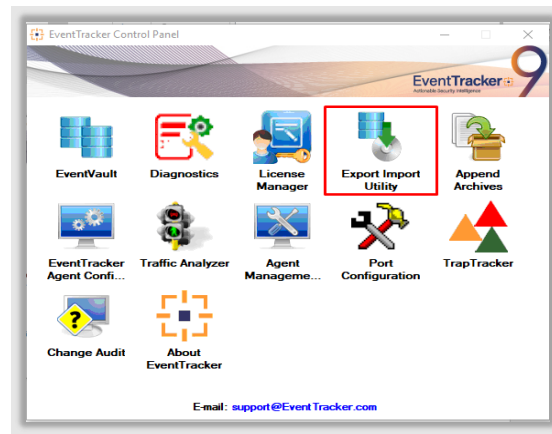 EventTracker Control Panel
EventTracker 9
Actionable Security Intelligence
EventVault
Diagnostics
License
Manager
Export Import
Utility
Append
Archives
EventTracker
Agent Confi...
Traffic Analyzer
Agent
Manageme...
Port
Configuration
TrapTracker
Change Audit
About
EventTracker
E-mail: support@EventTracker.com